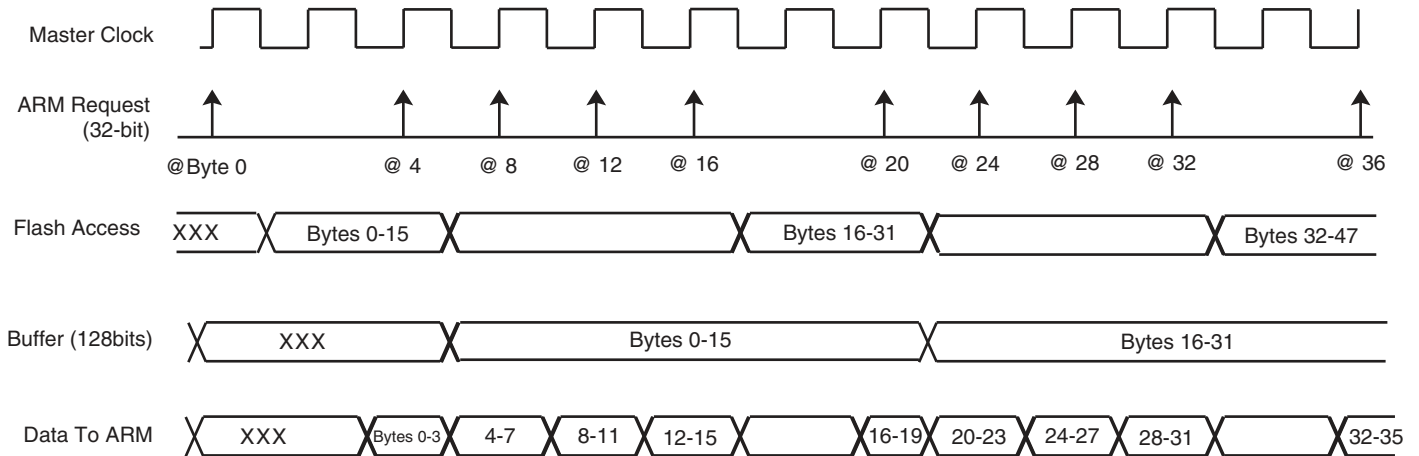 Master Clock
ARM Request
(32-bit)
@Byte 0 @ 4 @ 8 @ 12 @ 16 @ 20 @ 24 @ 28 @ 32 @ 36
Flash Access XXX Bytes 0-15 Bytes 16-31 Bytes 32-47
Buffer (128bits) XXX Bytes 0-15 Bytes 16-31
Data To ARM XXX Bytes 0-3 4-7 8-11 12-15 16-19 20-23 24-27 28-31 32-35